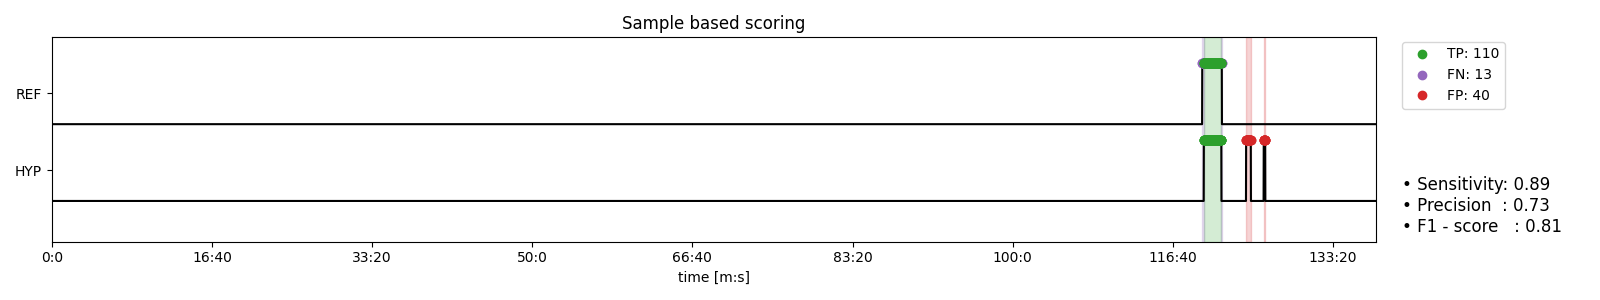 Sample based scoring
TP: 110
FN: 13
FP: 40
REF
HYP
• Sensitivity: 0.89
• Precision : 0.73
• F1 - score : 0.81
0:0 16:40 33:20 50:0 66:40 83:20 100:0 116:40 133:20
time [m:s]